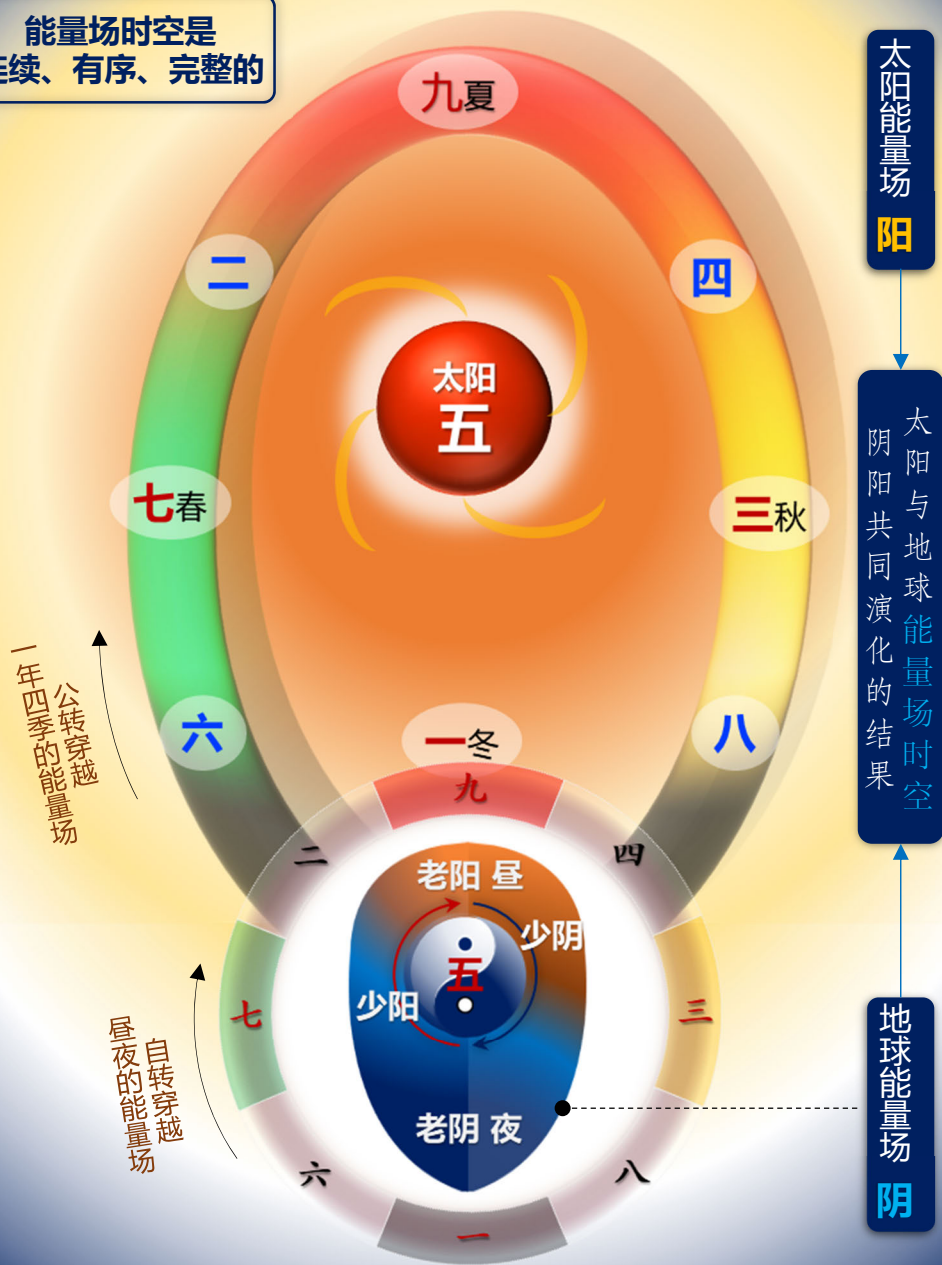 能量场时空是
连续、有序、完整的
九夏
二
四
太阳
五
七春
三秋
六
八
一冬
公转穿越
一年四季的能量场
九
二
四
七
三
六
八
一
老阳 昼
少阴
五
少阳
老阴 夜
自转穿越
昼夜的能量场
太阳能量场 阳
太阳与地球能量场时空
阴阳共同演化的结果
地球能量场 阴